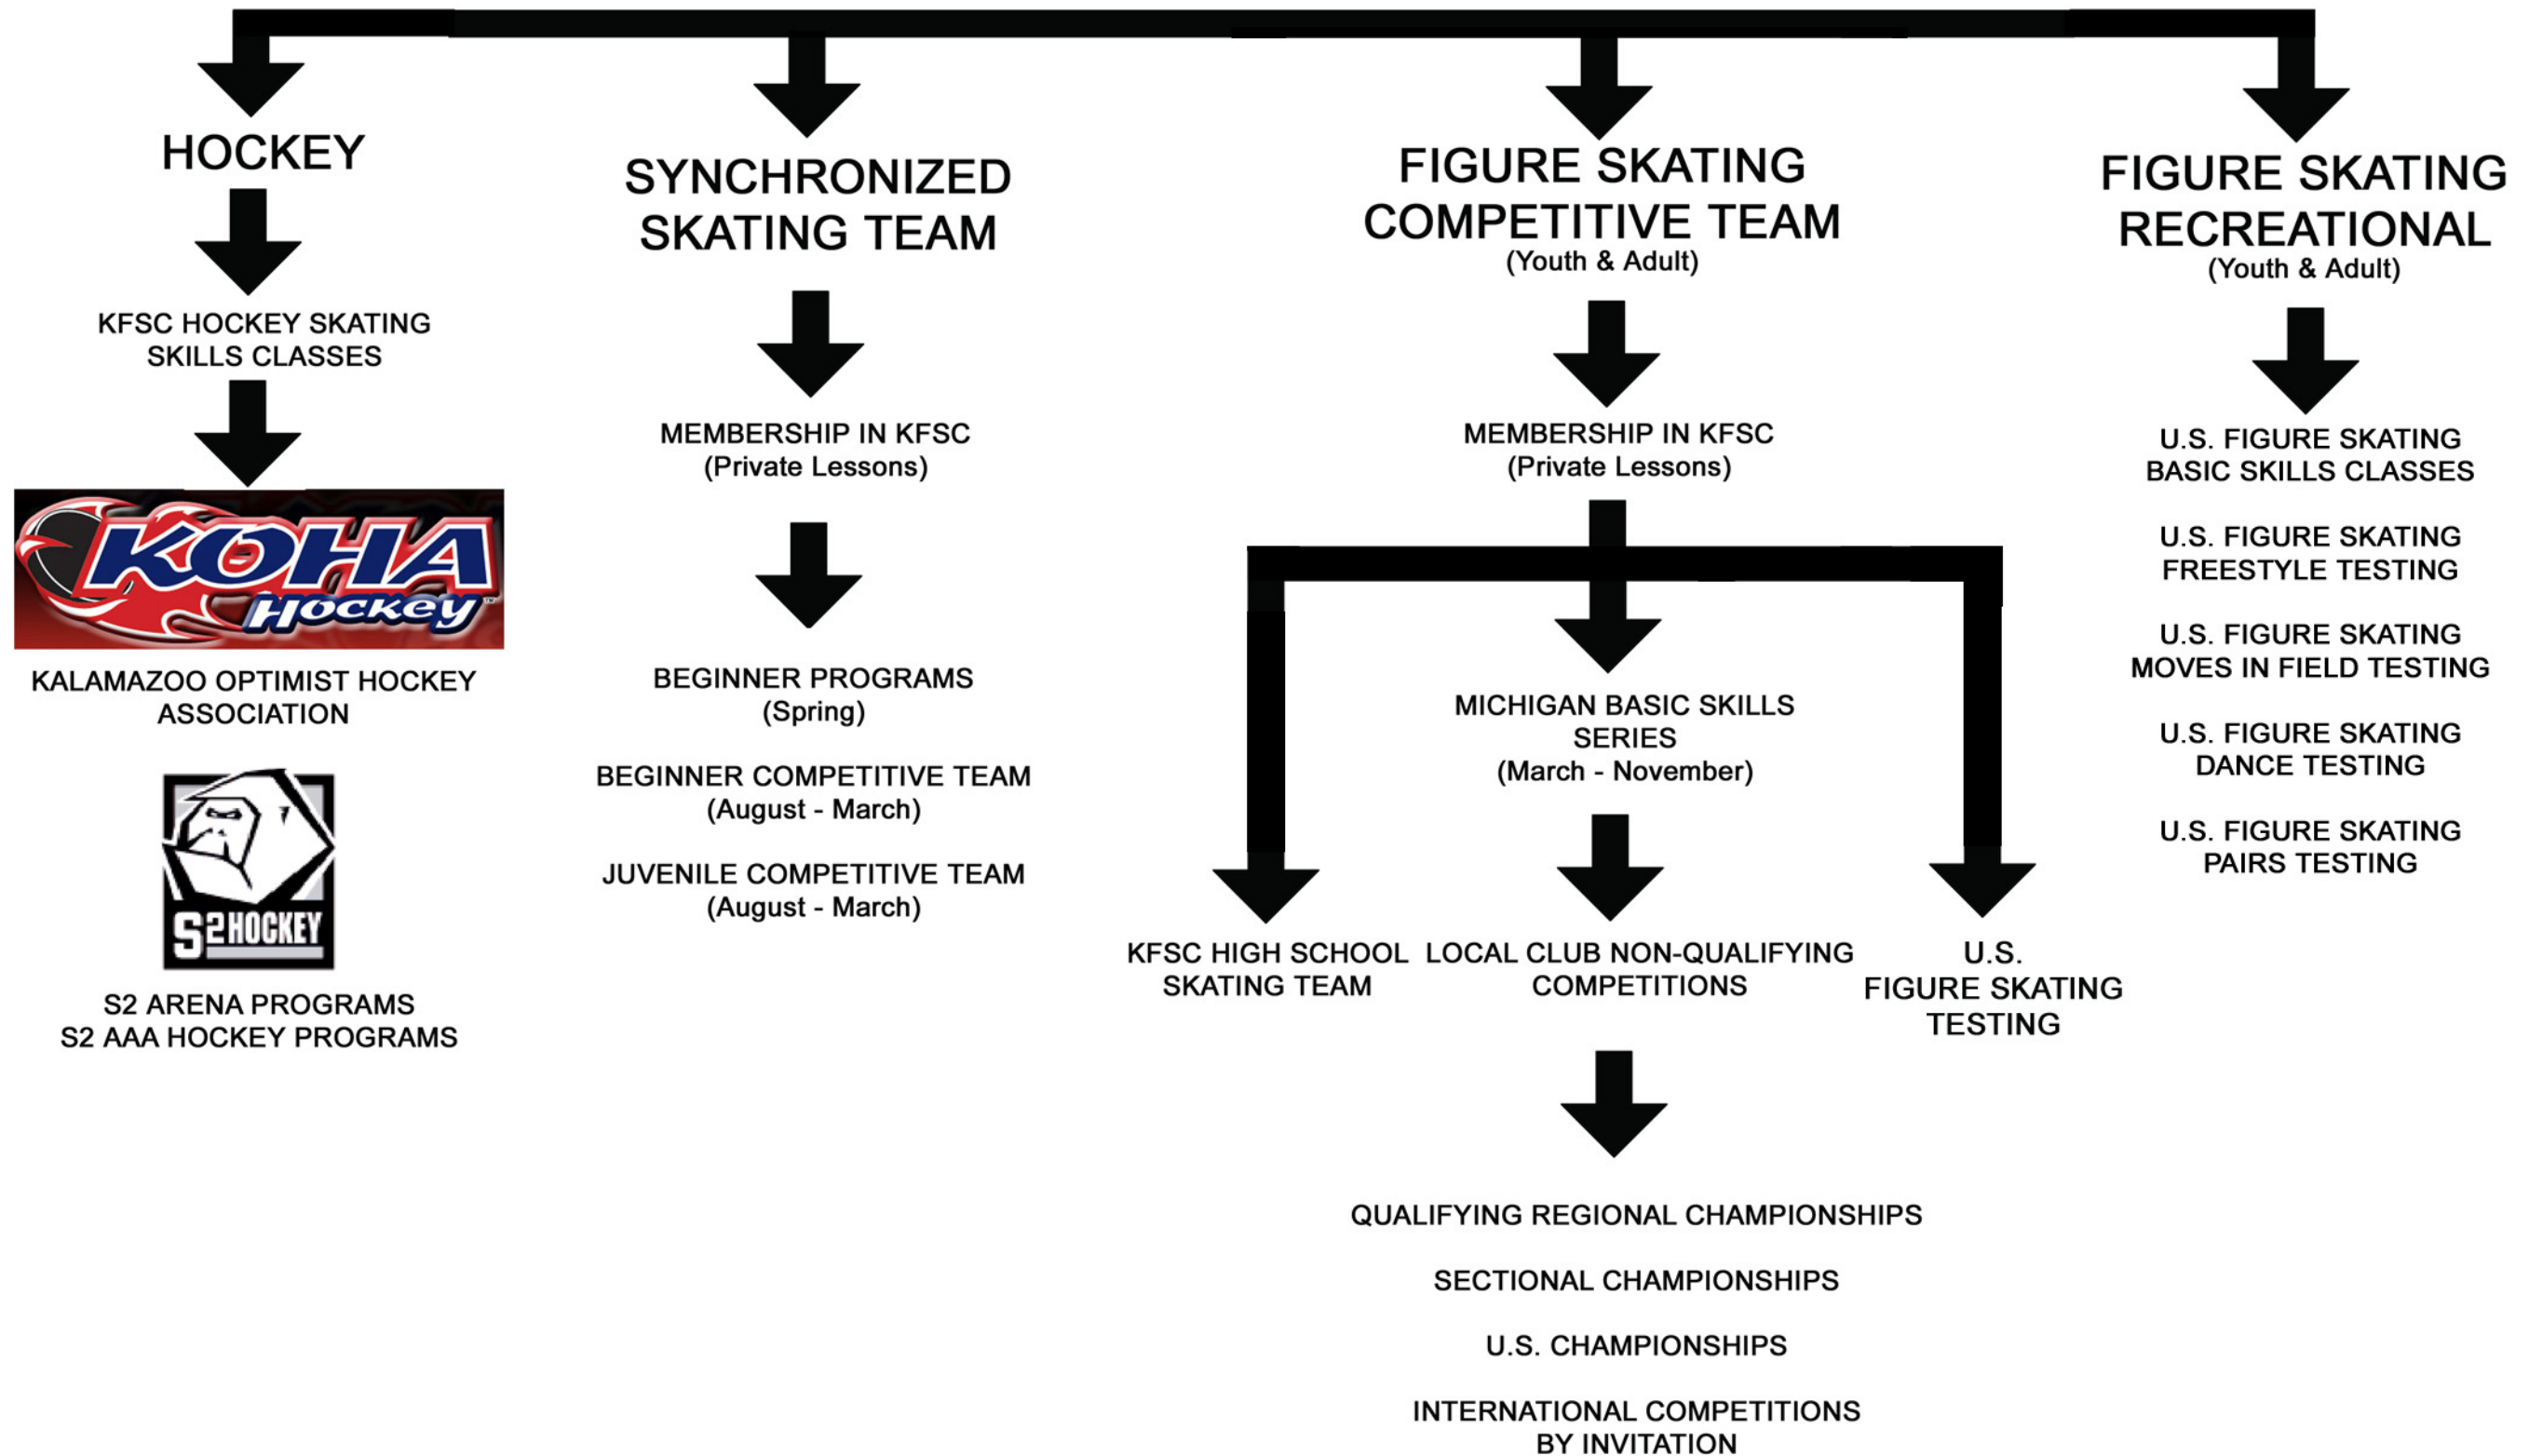 HOCKEY
KFSC HOCKEY SKATING
SKILLS CLASSES
KOHA
Hockey
KALAMAZOO OPTIMIST HOCKEY
ASSOCIATION
S2 HOCKEY
S2 ARENA PROGRAMS
S2 AAA HOCKEY PROGRAMS
SYNCHRONIZED
SKATING TEAM
MEMBERSHIP IN KFSC
(Private Lessons)
BEGINNER PROGRAMS
(Spring)
BEGINNER COMPETITIVE TEAM
(August - March)
JUVENILE COMPETITIVE TEAM
(August - March)
FIGURE SKATING
COMPETITIVE TEAM
(Youth & Adult)
MEMBERSHIP IN KFSC
(Private Lessons)
KFSC HIGH SCHOOL
SKATING TEAM
MICHIGAN BASIC SKILLS
SERIES
(March - November)
LOCAL CLUB NON-QUALIFYING
COMPETITIONS
QUALIFYING REGIONAL CHAMPIONSHIPS
SECTIONAL CHAMPIONSHIPS
U.S. CHAMPIONSHIPS
INTERNATIONAL COMPETITIONS
BY INVITATION
U.S.
FIGURE SKATING
TESTING
FIGURE SKATING
RECREATIONAL
(Youth & Adult)
U.S. FIGURE SKATING
BASIC SKILLS CLASSES
U.S. FIGURE SKATING
FREESTYLE TESTING
U.S. FIGURE SKATING
MOVES IN FIELD TESTING
U.S. FIGURE SKATING
DANCE TESTING
U.S. FIGURE SKATING
PAIRS TESTING